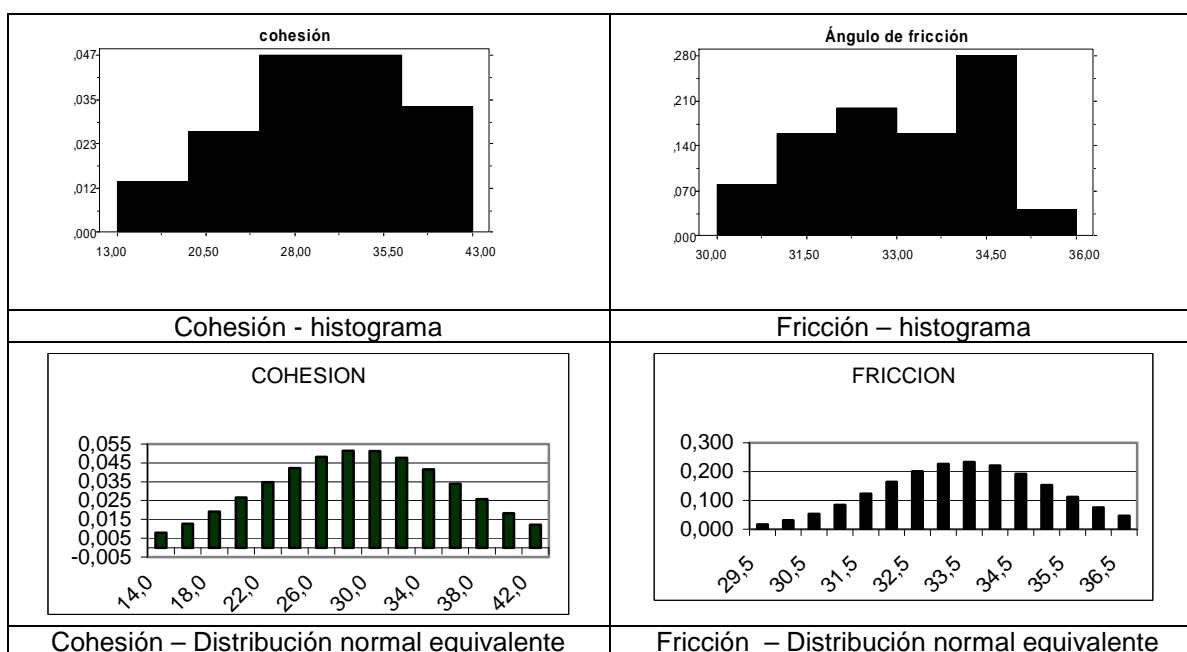 cohesión
,047
,035
,023
,012
,000
13,00 20,50 28,00 35,50 43,00
Ángulo de fricción
,280
,210
,140
,070
,000
30,00 31,50 33,00 34,50 36,00
Cohesión - histograma
Fricción – histograma
COHESION
0,055
0,045
0,035
0,025
0,015
0,005
-0,005
14,0 18,0 22,0 26,0 30,0 34,0 38,0 42,0
FRICCION
0,300
0,200
0,100
0,000
29,5 30,5 31,5 32,5 33,5 34,5 35,5 36,5
Cohesión – Distribución normal equivalente
Fricción – Distribución normal equivalente